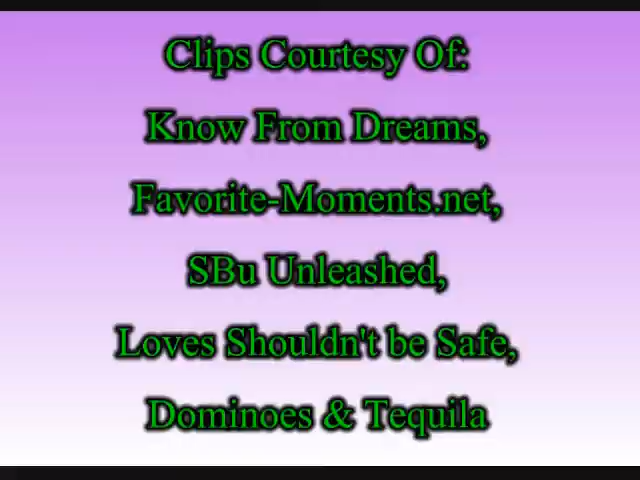 Clips Courtesy Of:
Know From Dreams,
Favorite-Moments.net,
SBu Unleashed,
Loves Shouldn't be Safe,
Dominoes & Tequila